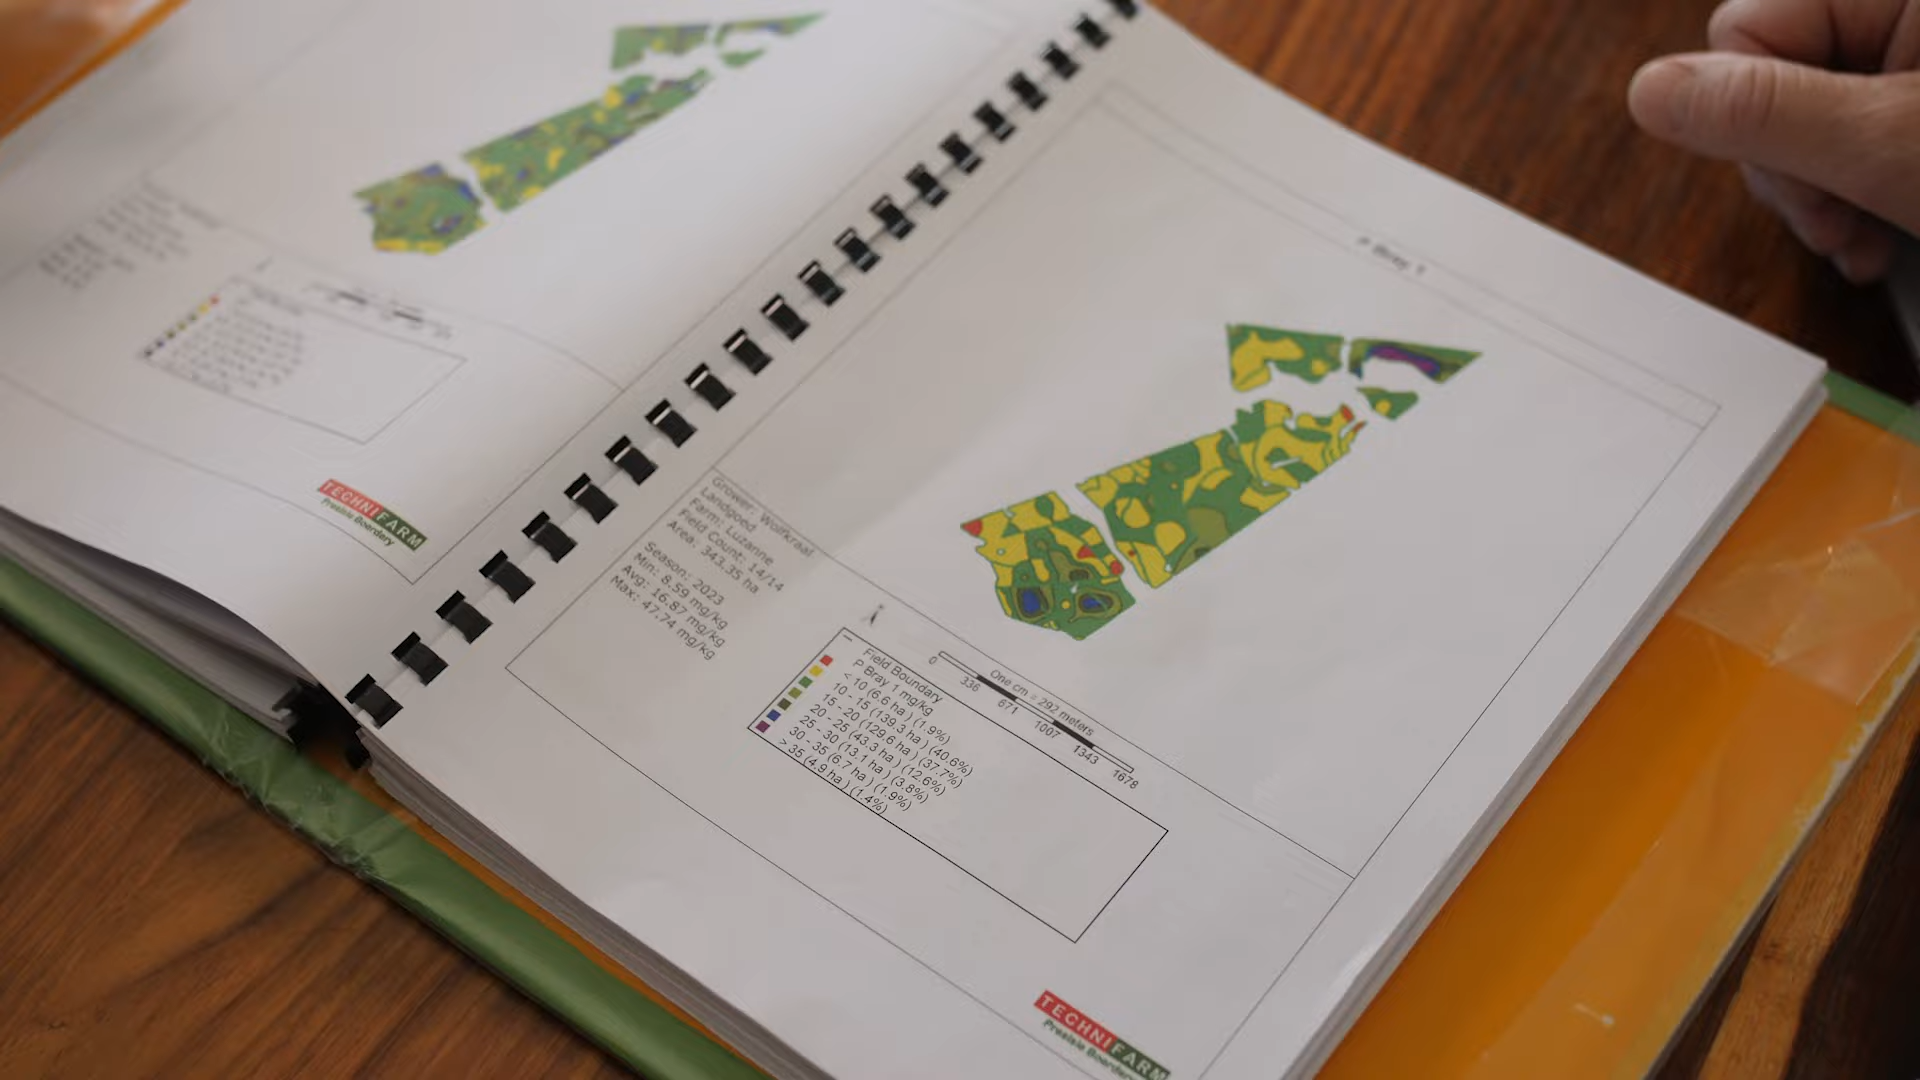 TECHNIFARM
Presisie Boerdery
P Bray 1
Grower: Wolfkraal
Landgoed
Farm: Luzanne
Field Count: 14/14
Area: 343.35 ha
Season: 2023
Min: 8.59 mg/kg
Avg: 16.87 mg/kg
Max: 47.74 mg/kg
One cm = 292 meters
0 336 671 1007 1343 1678
Field Boundary
P Bray 1 mg/kg
< 10 (6.6 ha ) (1.9%)
10 - 15 (139.3 ha ) (40.6%)
15 - 20 (129.6 ha ) (37.7%)
20 - 25 (43.3 ha ) (12.6%)
25 - 30 (13.1 ha ) (3.8%)
30 - 35 (6.7 ha ) (1.9%)
> 35 (4.9 ha ) (1.4%)
TECHNIFARM
Presisie Boerdery